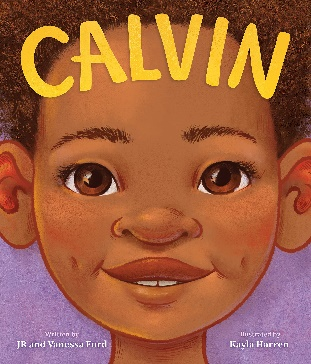 CALVIN
Written by
JR and Vanessa Ford
Illustrated by
Kayla Harren